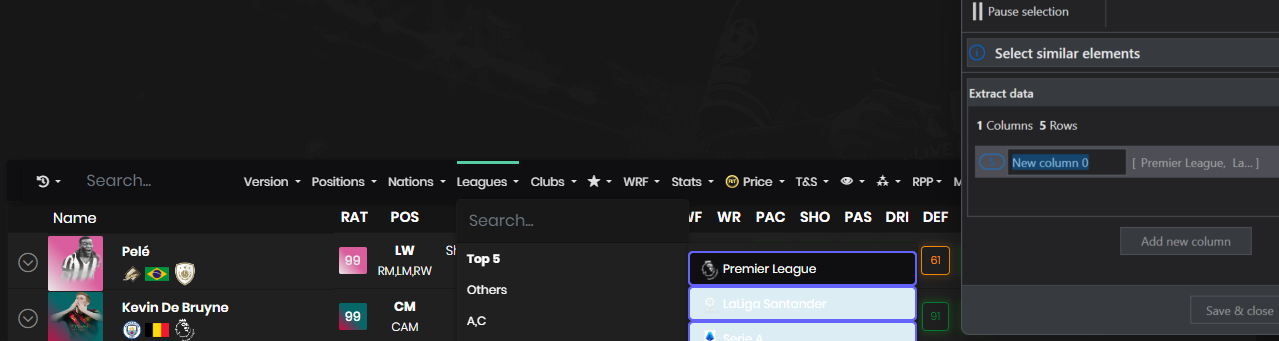 Pause selection
Select similar elements
Extract data
1 Columns 5 Rows
New column 0 [ Premier League, La... ]
Add new column
Save & close
Search...
Version Positions Nations Leagues Clubs WRF Stats Price T&S RPP M
Name RAT POS WF WR PAC SHO PAS DRI DEF
Search...
Pelé
99
LW
Sh
RM,LM,RW
61
Top 5
Premier League
Others
LaLiga Santander
Kevin De Bruyne
99
CM
CAM
91
A,C
Serie A